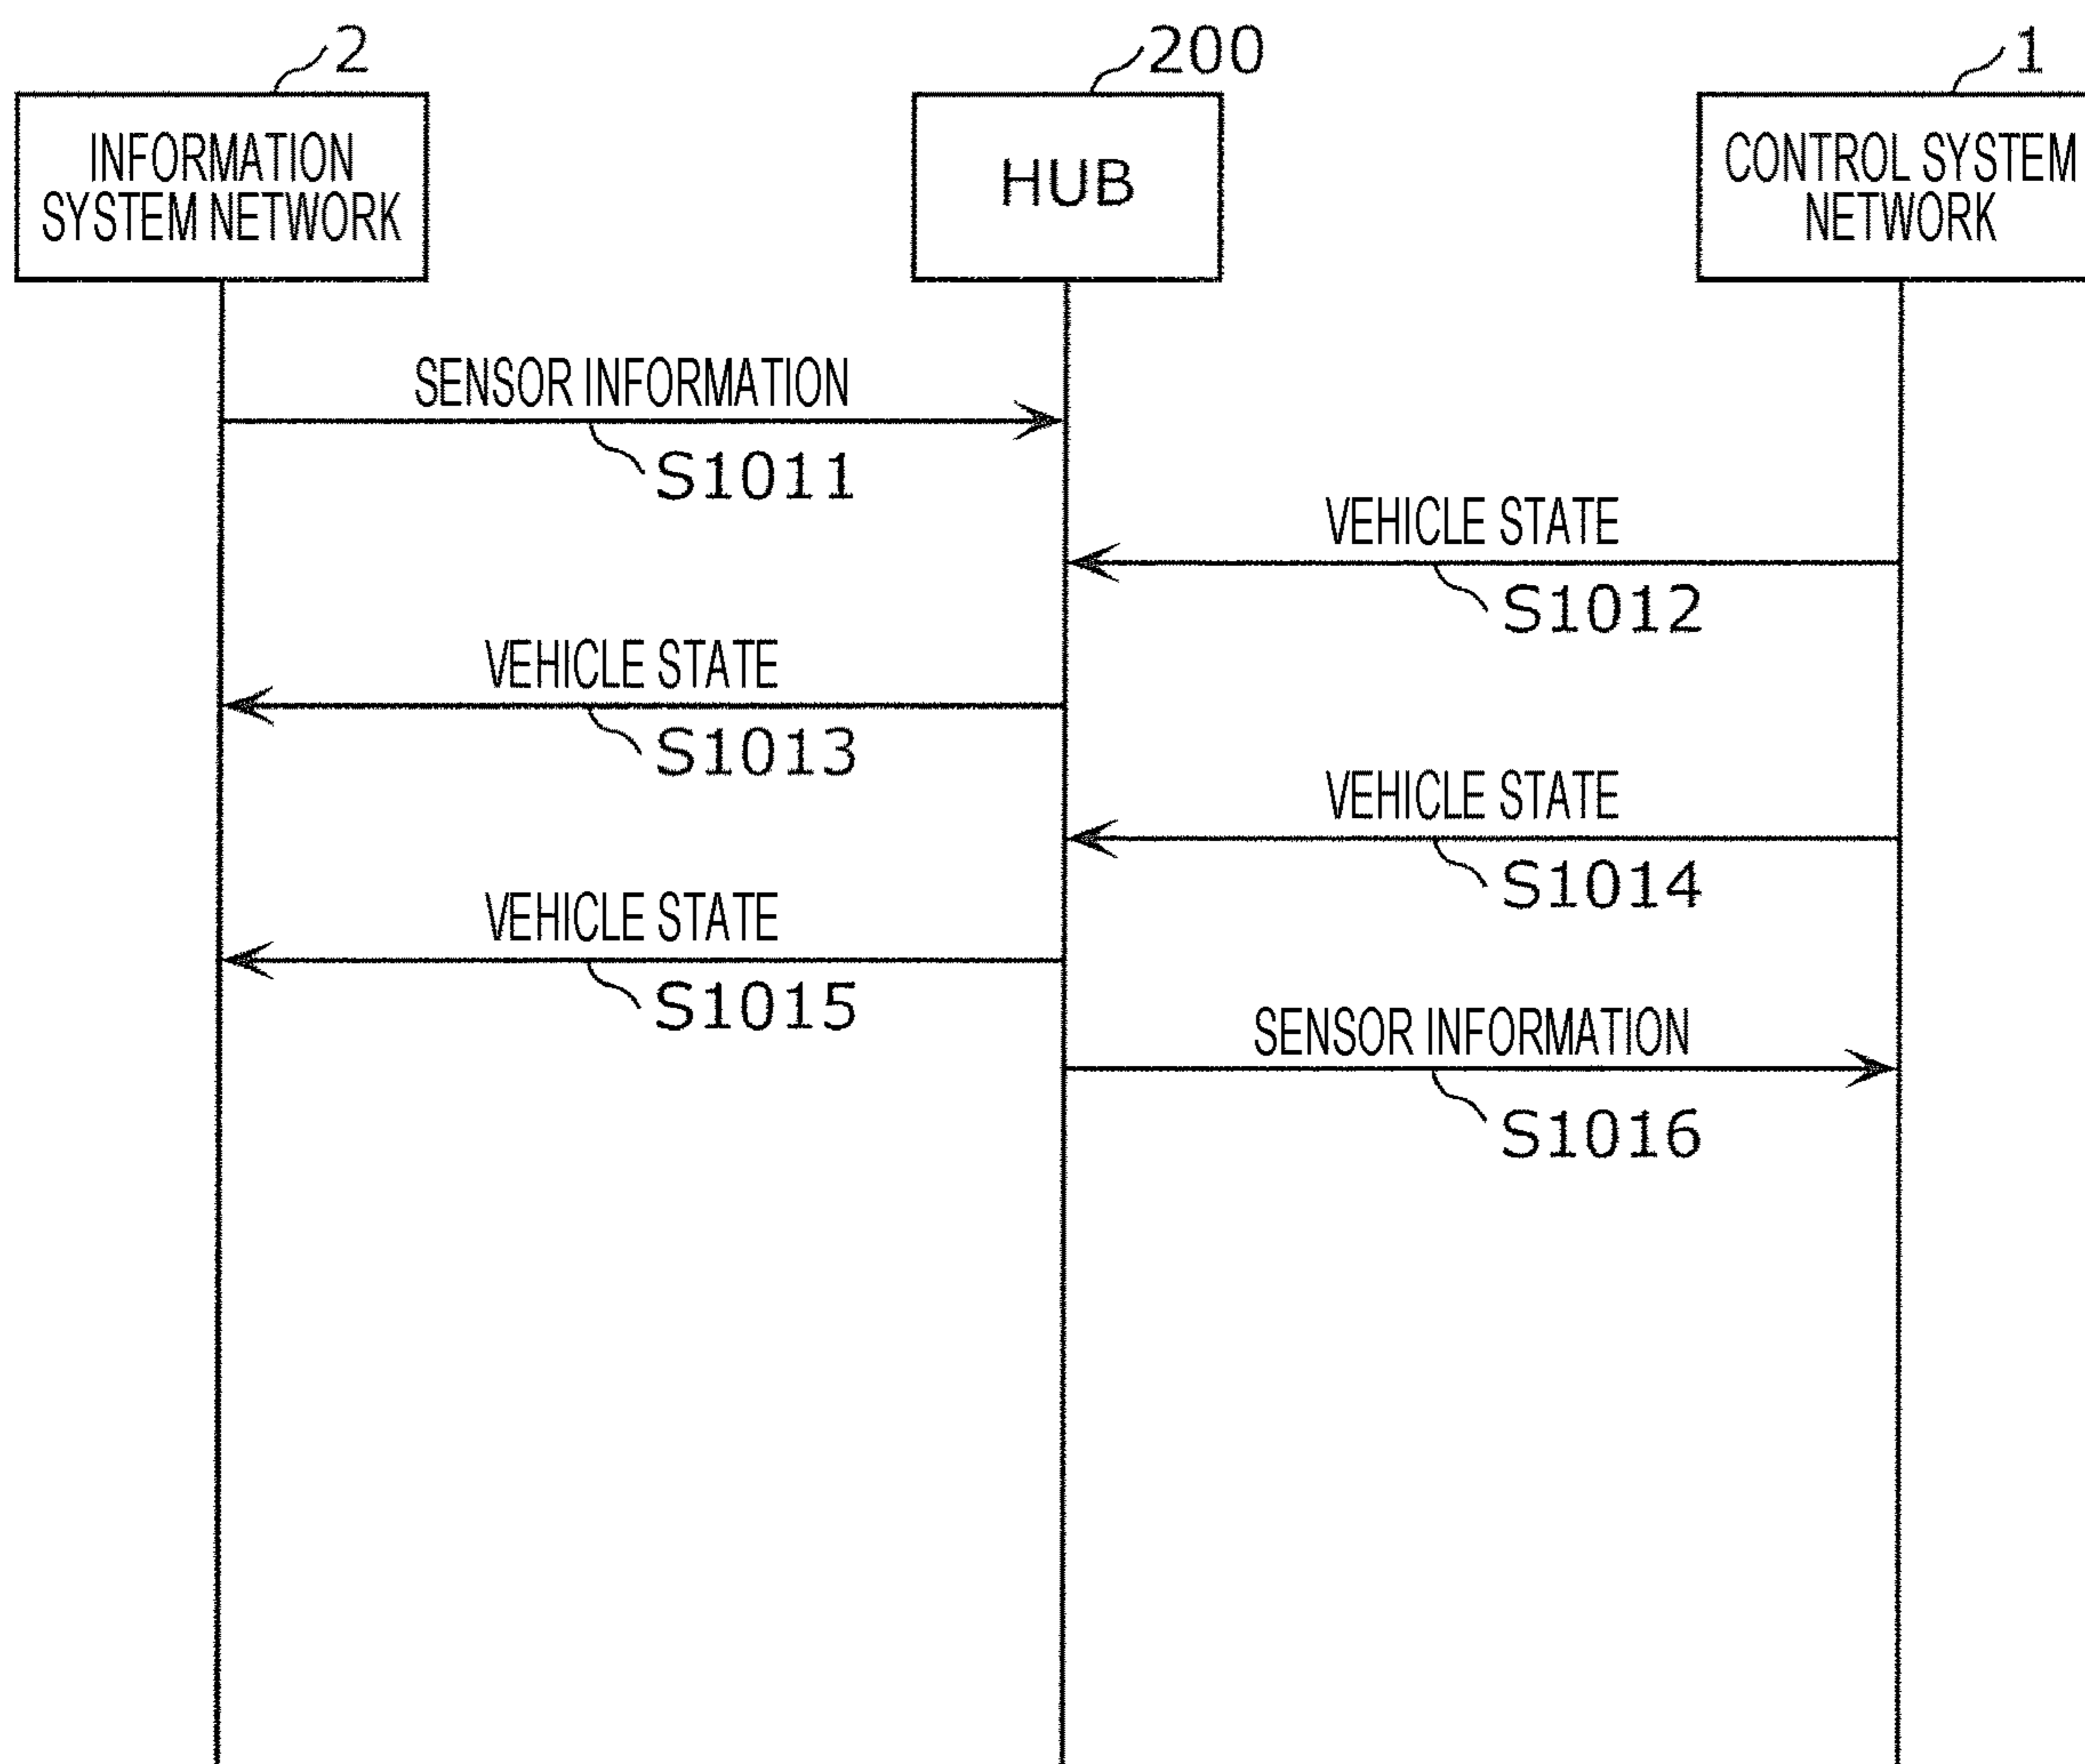 2
200
1
INFORMATION
SYSTEM NETWORK
HUB
CONTROL SYSTEM
NETWORK
SENSOR INFORMATION
S1011
VEHICLE STATE
S1012
VEHICLE STATE
S1013
VEHICLE STATE
S1014
VEHICLE STATE
S1015
SENSOR INFORMATION
S1016